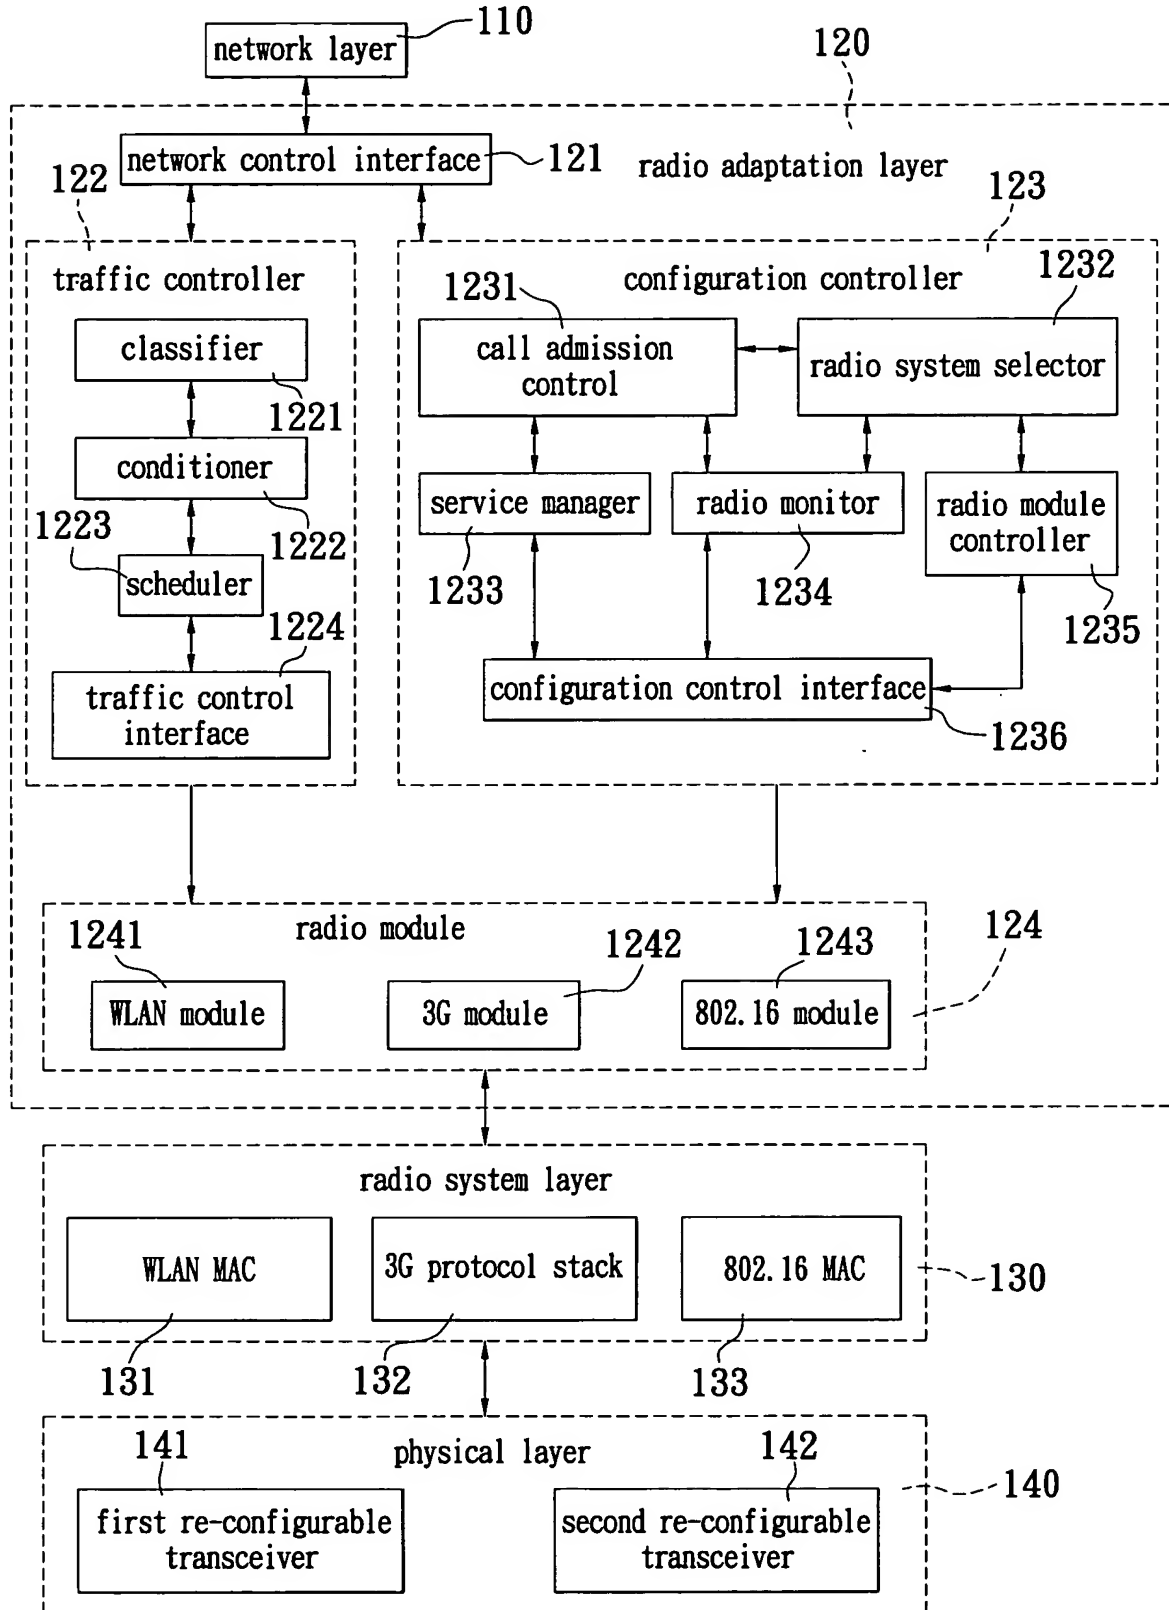 110
network layer
120
network control interface
121
radio adaptation layer
122
123
traffic controller
configuration controller
1231
1232
classifier
call admission
control
radio system selector
1221
conditioner
service manager
radio monitor
radio module
controller
1223
1222
1233
1234
1235
scheduler
1224
traffic control
interface
configuration control interface
1236
1241
radio module
1242
1243
124
WLAN module
3G module
802.16 module
radio system layer
WLAN MAC
3G protocol stack
802.16 MAC
130
131
132
133
141
physical layer
142
140
first re-configurable
transceiver
second re-configurable
transceiver